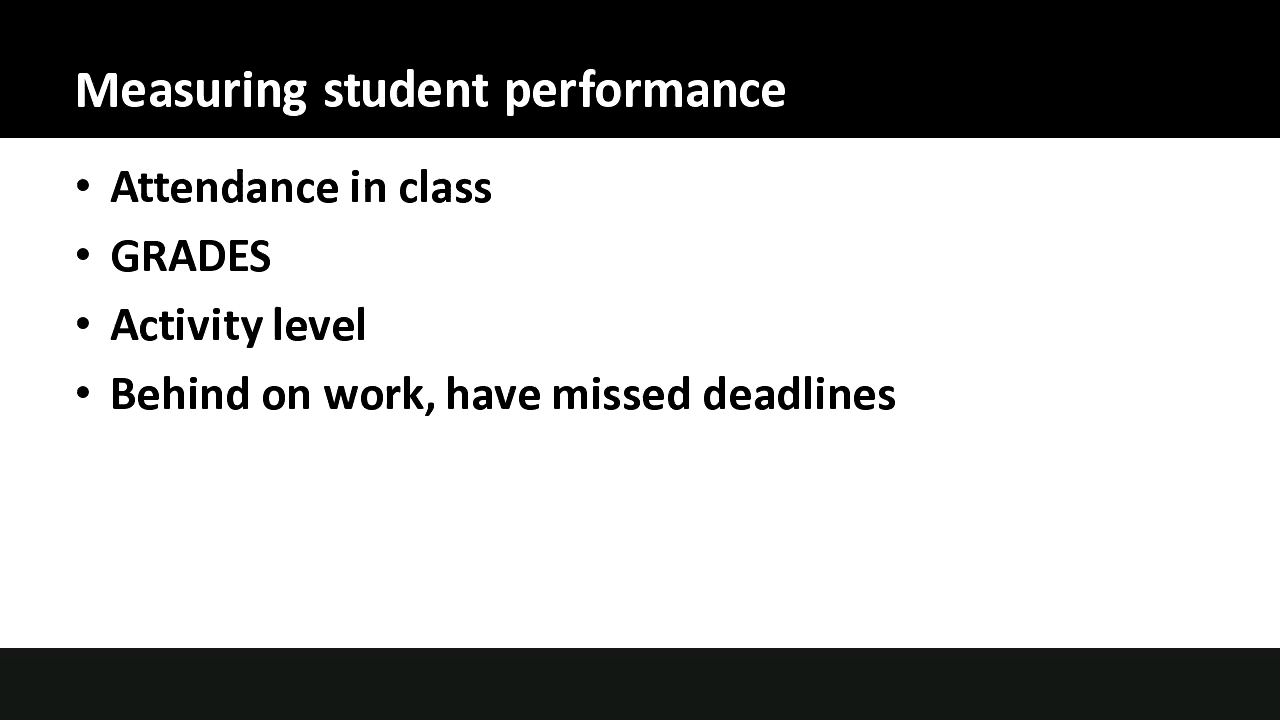 Measuring student performance
• Attendance in class
• GRADES
• Activity level
• Behind on work, have missed deadlines